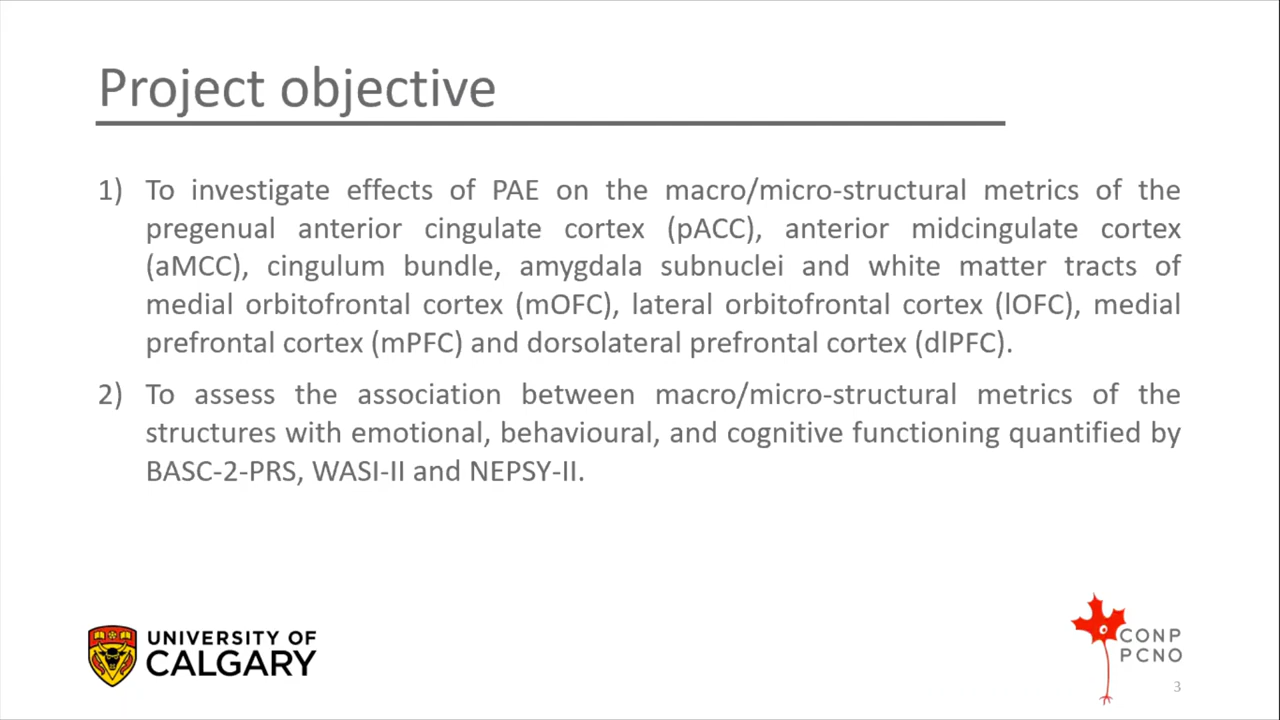 Project objective
1) To investigate effects of PAE on the macro/micro-structural metrics of the
pregenual anterior cingulate cortex (pACC), anterior midcingulate cortex
(aMCC), cingulum bundle, amygdala subnuclei and white matter tracts of
medial orbitofrontal cortex (mOFC), lateral orbitofrontal cortex (lOFC), medial
prefrontal cortex (mPFC) and dorsolateral prefrontal cortex (dlPFC).
2) To assess the association between macro/micro-structural metrics of the
structures with emotional, behavioural, and cognitive functioning quantified by
BASC-2-PRS, WASI-II and NEPSY-II.
UNIVERSITY OF
CALGARY
CONP
PCNO
3